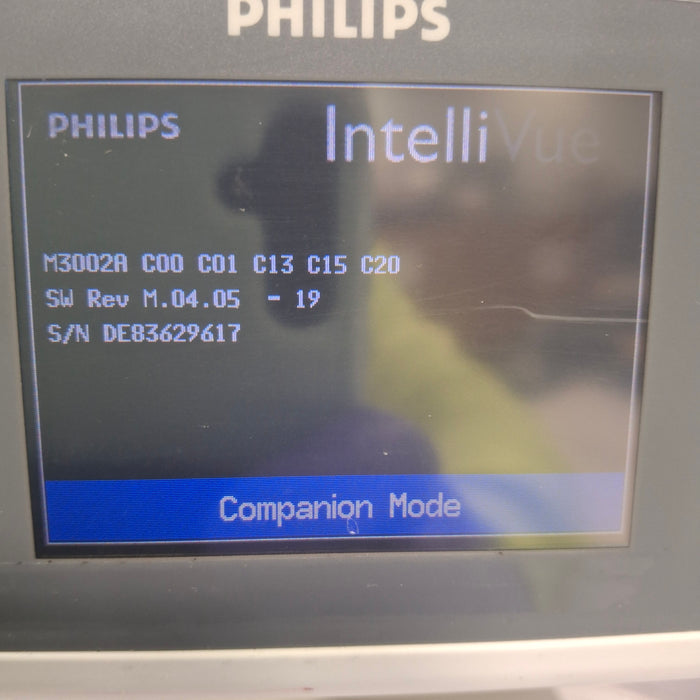 PHILIPS
PHILIPS IntelliVue
M3002A C00 C01 C13 C15 C20
SW Rev M.04.05 - 19
S/N DE83629617
Companion Mode